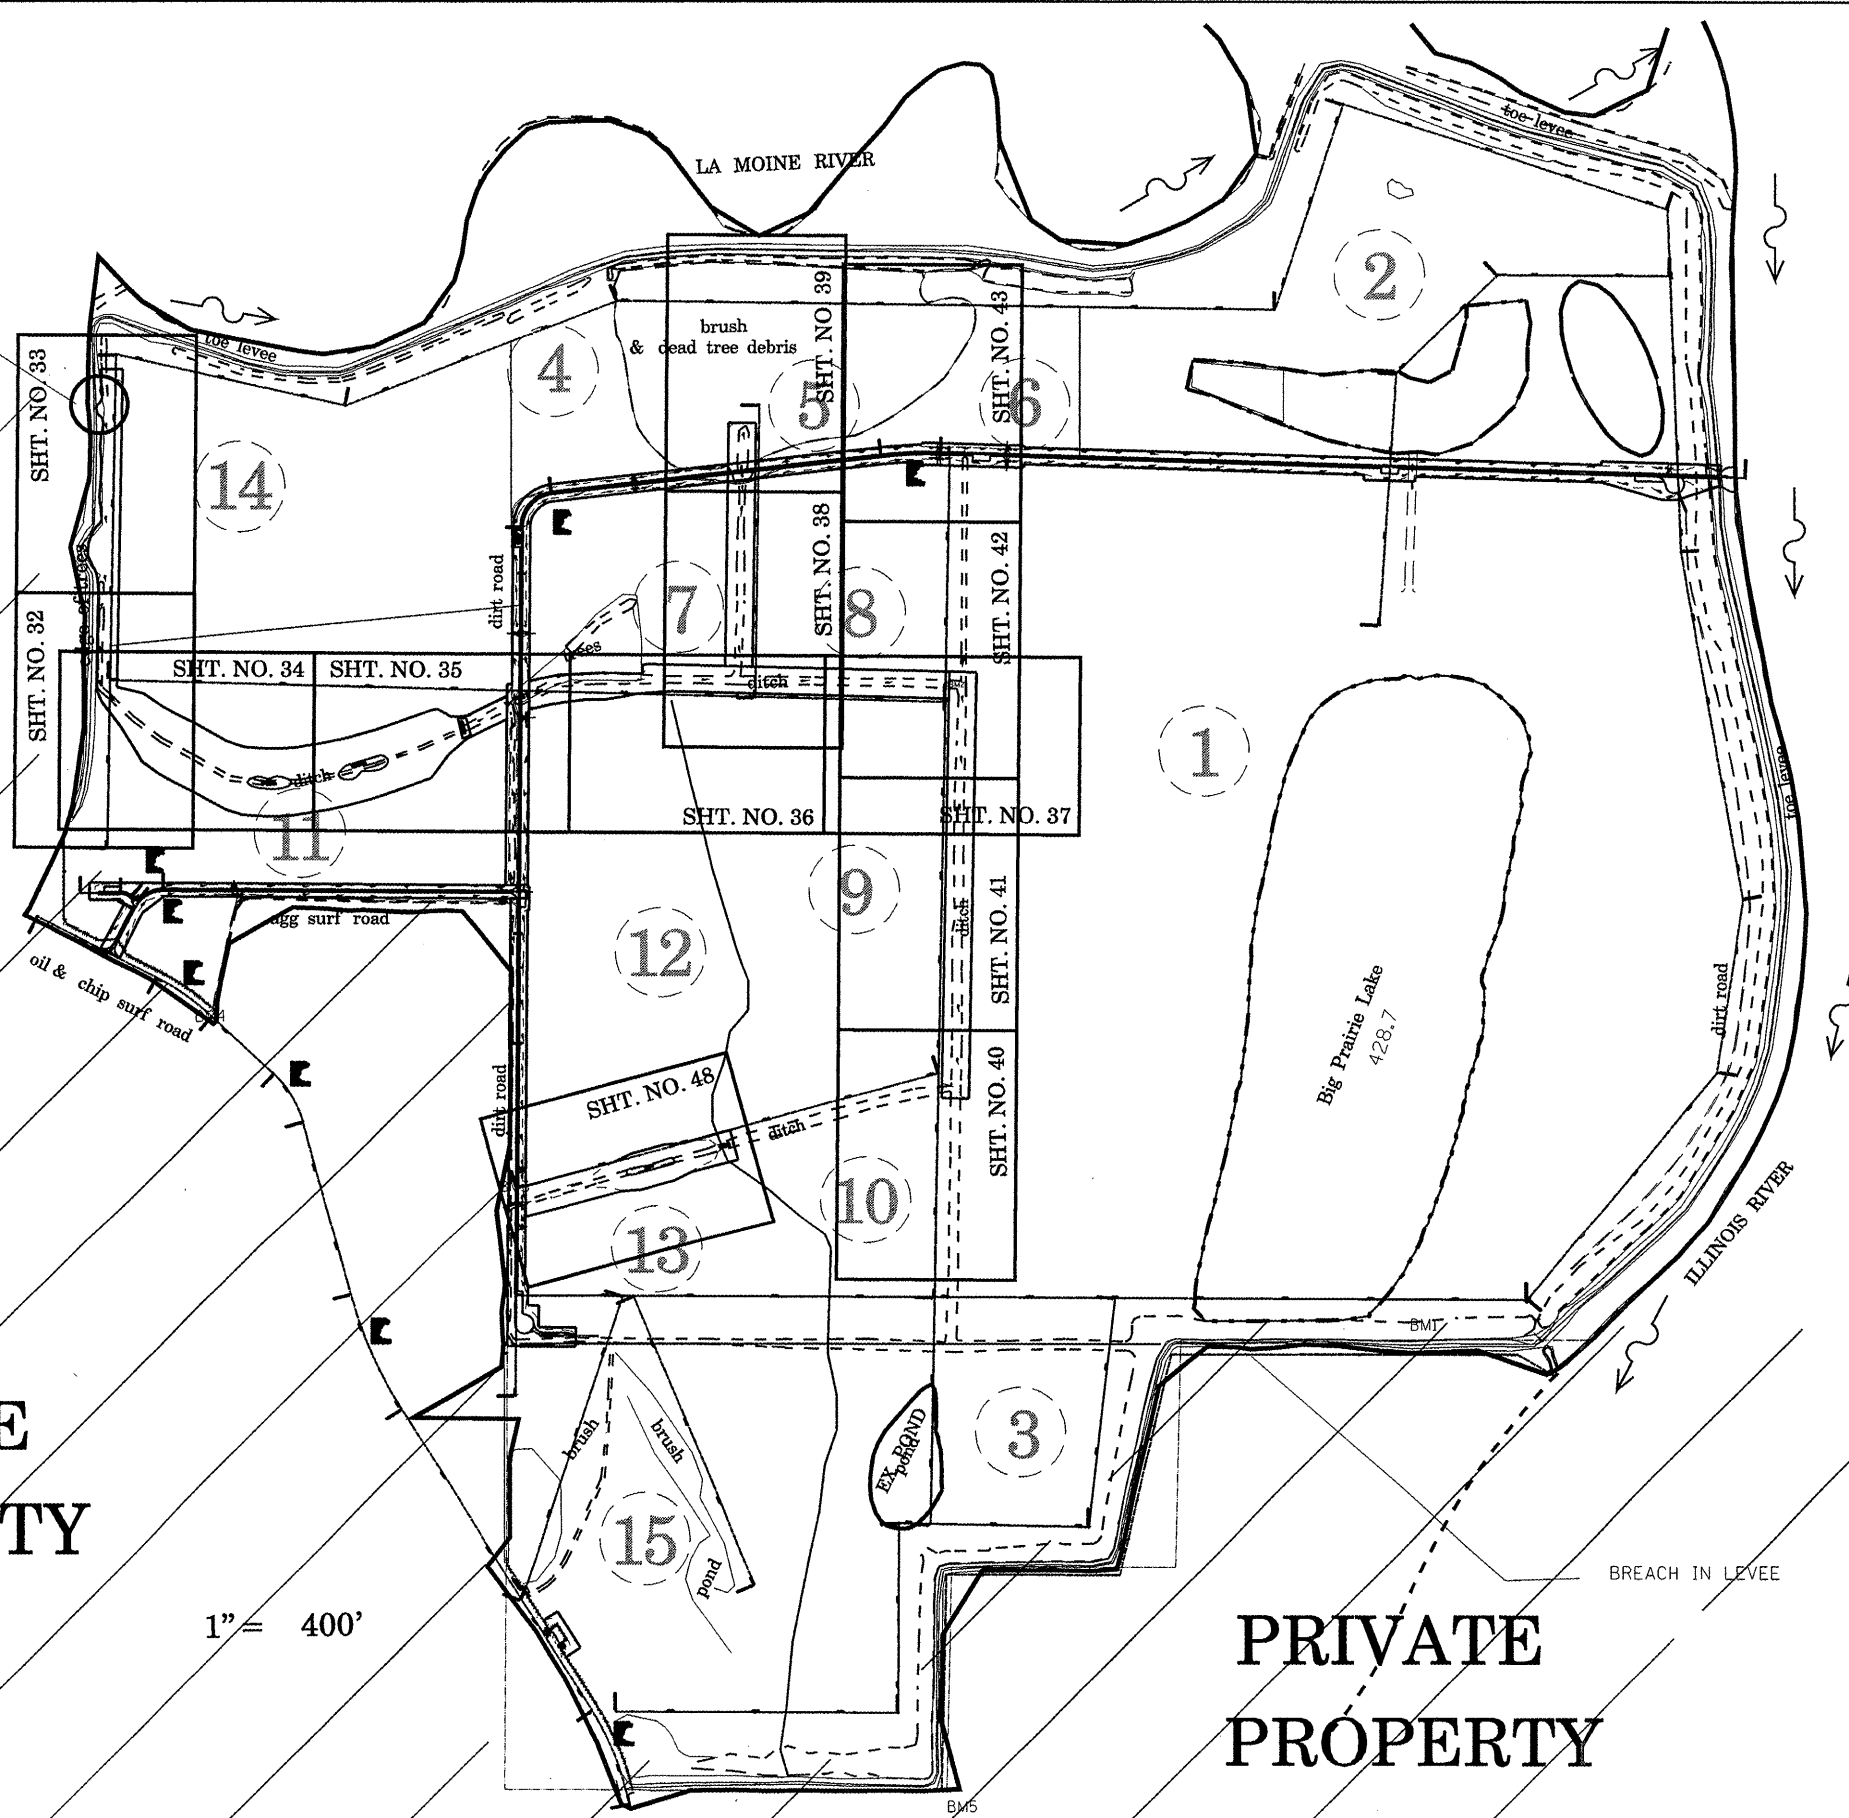 LA MOINE RIVER
toe levee
toe levee
2
SHT. NO. 39
SHT. NO. 43
brush
& dead tree debris
SHT. NO. 33
4
5
6
14
SHT. NO. 38
SHT. NO. 42
dirt road
7
8
SHT. NO. 32
SHT. NO. 34
SHT. NO. 35
ditch
1
toe levee
ditch
SHT. NO. 36
SHT. NO. 37
11
9
SHT. NO. 41
ditch
agg surf road
12
oil & chip surf road
dirt road
Big Prairie Lake
428.7
SHT. NO. 48
dirt road
ditch
SHT. NO. 40
10
13
ILLINOIS RIVER
BM1
3
brush
brush
EX. POND
pond
E
TY
15
pond
BREACH IN LEVEE
1" = 400'
PRIVATE
PROPERTY
BM5